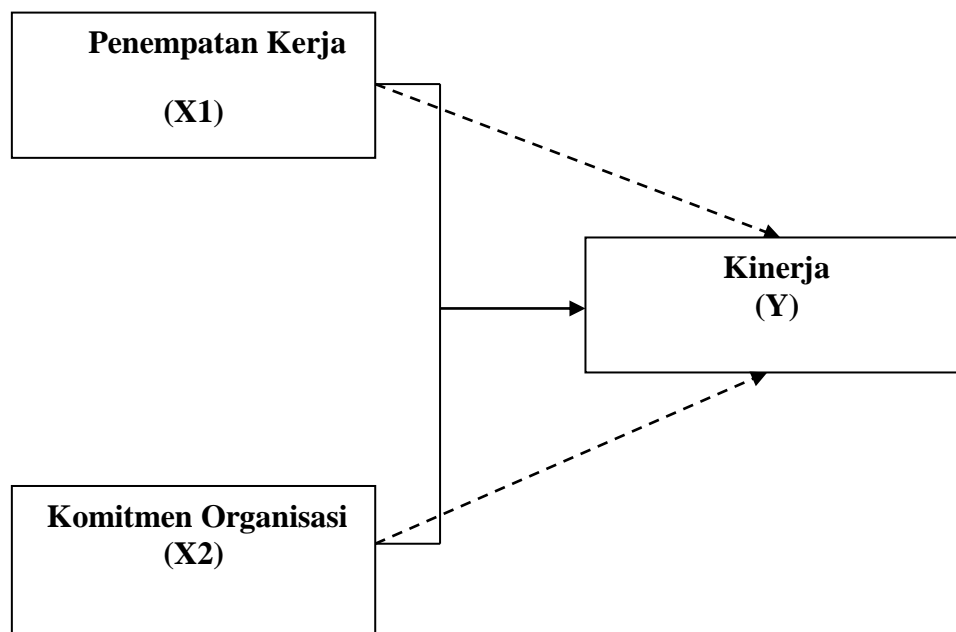 Penempatan Kerja
(X1)
Kinerja
(Y)
Komitmen Organisasi
(X2)